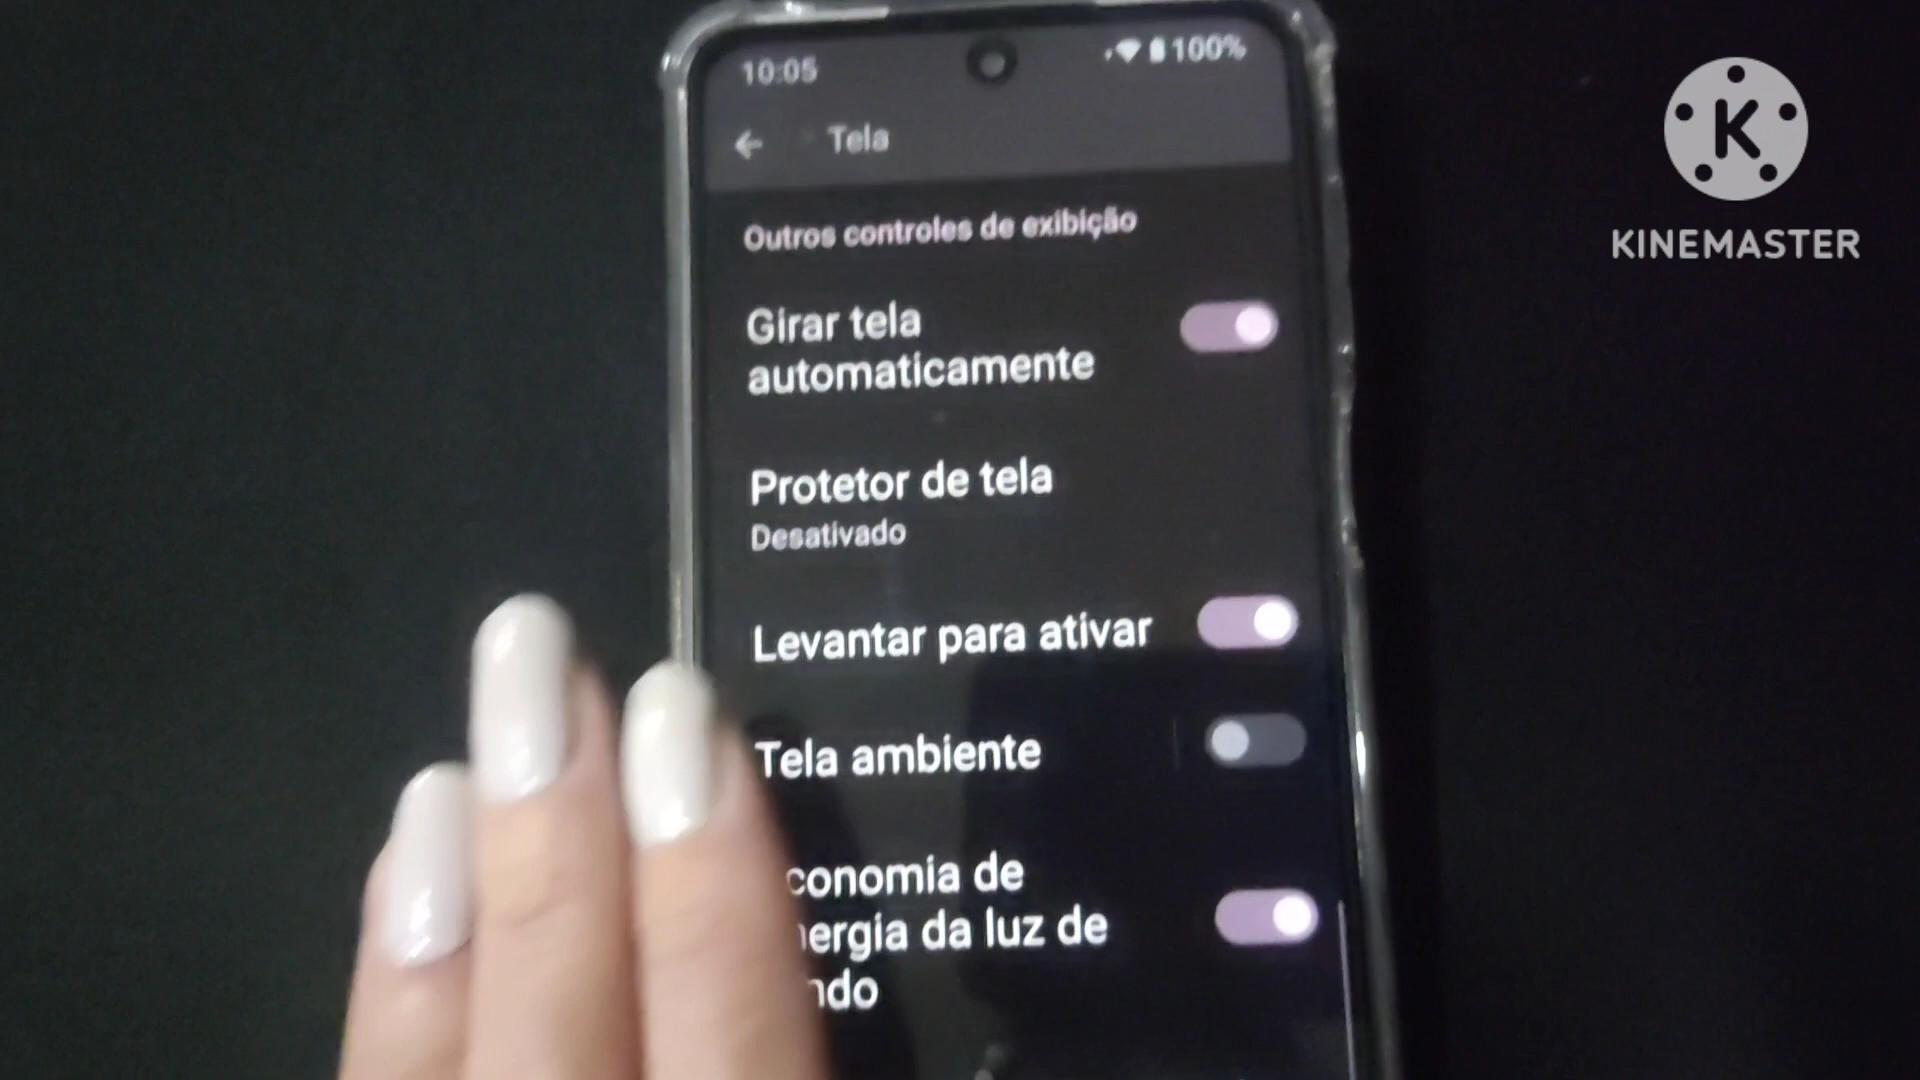 10:05
100%
K
KINEMASTER
Tela
Outros controles de exibição
Girar tela
automaticamente
Protetor de tela
Desativado
Levantar para ativar
Tela ambiente
conomia de
nergia da luz de
ndo